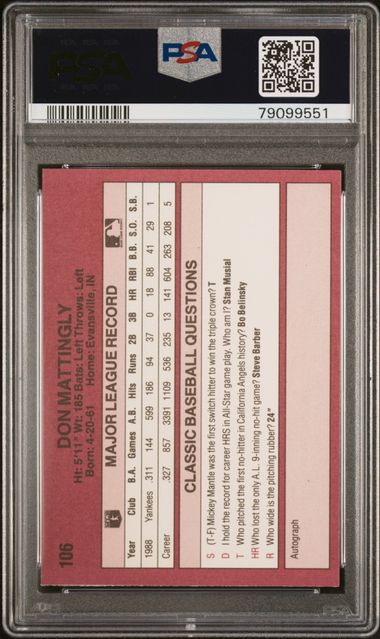 PSA
PSA
79099551
106
DON MATTINGLY
Ht: 5'11" Wt: 185 Bats: Left Throws: Left
Born: 4-20-61 Home: Evansville, IN
MAJOR LEAGUE RECORD
Year Club B.A. Games A.B. Hits Runs 2B 3B HR RBI B.B. S.O. S.B.
1988 Yankees .311 144 599 186 94 37 0 18 88 41 29 1
Career .327 857 3391 1109 536 235 13 141 604 263 208 5
CLASSIC BASEBALL QUESTIONS
S (T-F) Mickey Mantle was the first switch hitter to win the triple crown? T
D I hold the record for career HRS in All-Star game play. Who am I? Stan Musial
T Who pitched the first no-hitter in California Angels history? Bo Belinsky
HR Who lost the only A.L. 9-inning no-hit game? Steve Barber
R Who wide is the pitching rubber? 24"
Autograph